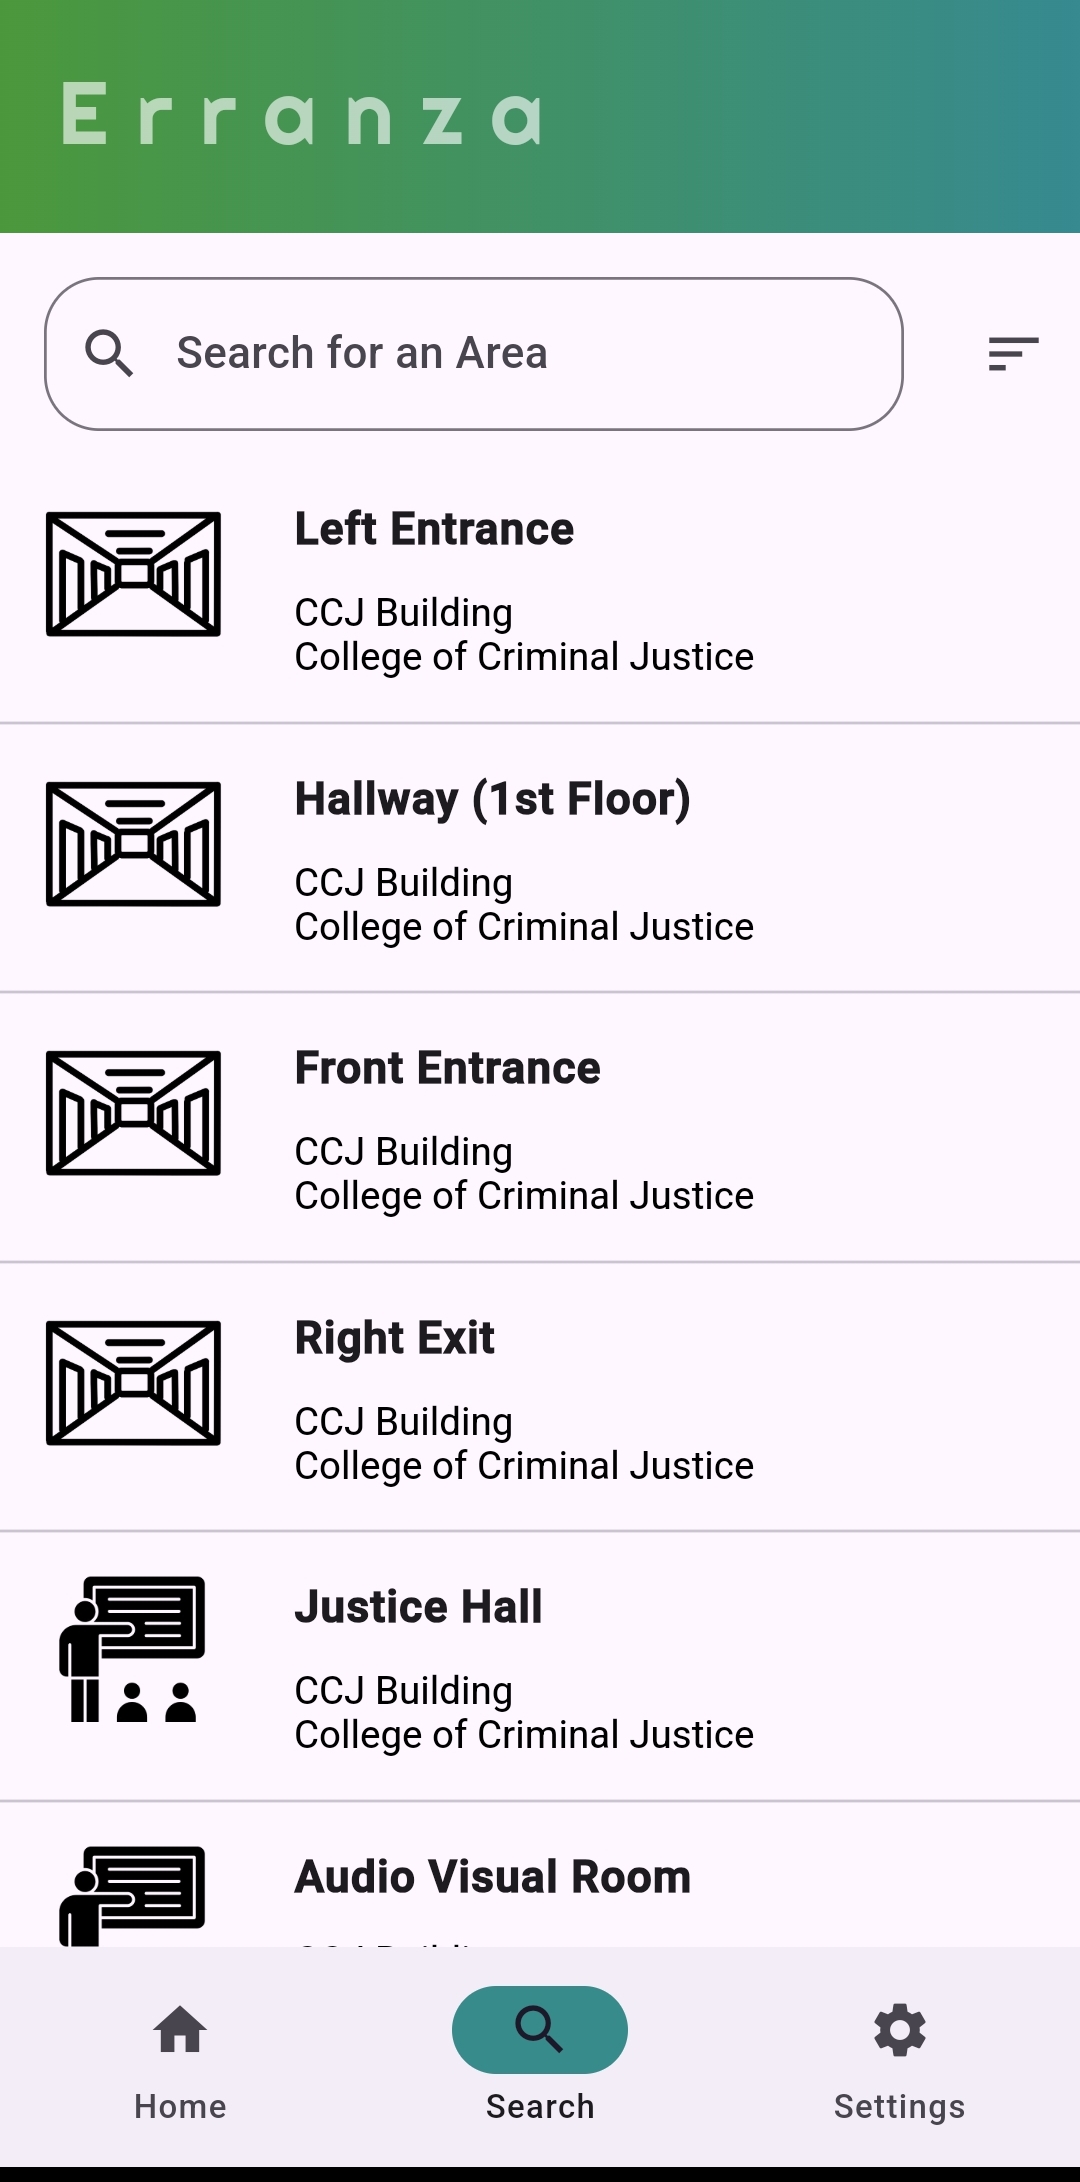 Erranza
Search for an Area
Left Entrance
CCJ Building
College of Criminal Justice
Hallway (1st Floor)
CCJ Building
College of Criminal Justice
Front Entrance
CCJ Building
College of Criminal Justice
Right Exit
CCJ Building
College of Criminal Justice
Justice Hall
CCJ Building
College of Criminal Justice
Audio Visual Room
Home
Search
Settings